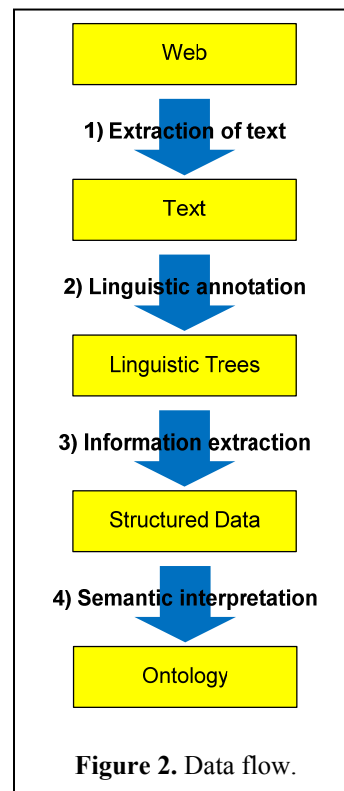 Web
1) Extraction of text
Text
2) Linguistic annotation
Linguistic Trees
3) Information extraction
Structured Data
4) Semantic interpretation
Ontology
Figure 2. Data flow.